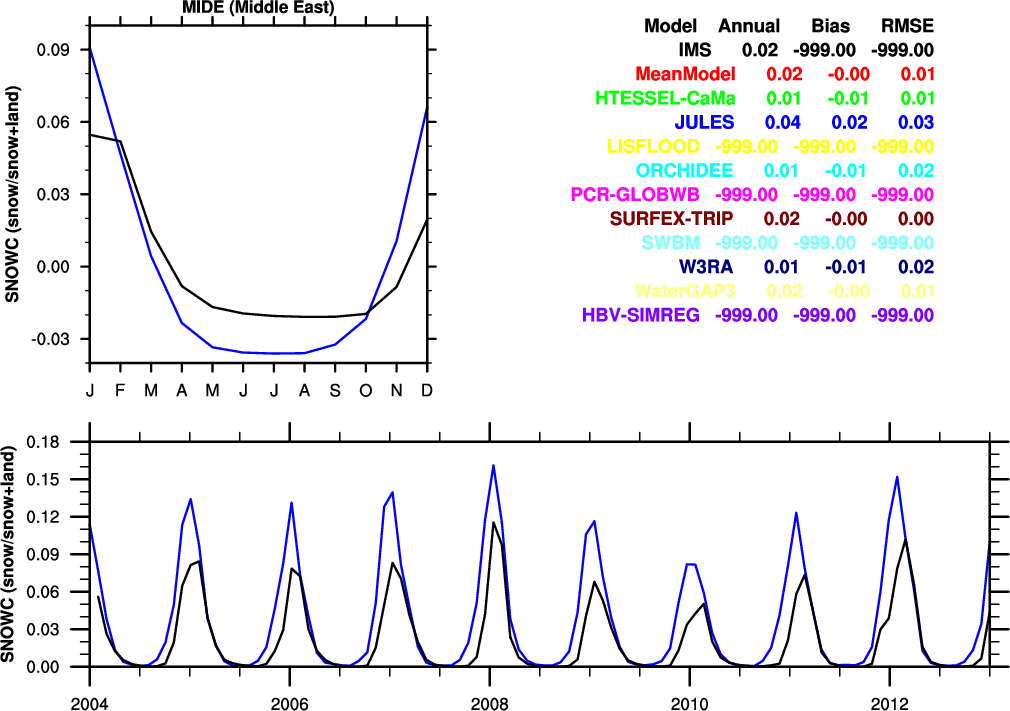 MIDE (Middle East)
0.09
0.06
0.03
0.00
-0.03
SNOWC (snow/snow+land)
J F M A M J J A S O N D
Model Annual Bias RMSE
IMS 0.02 -999.00 -999.00
MeanModel 0.02 -0.00 0.01
HTESSEL-CaMa 0.01 -0.01 0.01
JULES 0.04 0.02 0.03
LISFLOOD -999.00 -999.00 -999.00
ORCHIDEE 0.01 -0.01 0.02
PCR-GLOBWB -999.00 -999.00 -999.00
SURFEX-TRIP 0.02 -0.00 0.00
SWBM -999.00 -999.00 -999.00
W3RA 0.01 -0.01 0.02
WaterGAP3 0.02 -0.00 0.01
HBV-SIMREG -999.00 -999.00 -999.00
0.18
0.15
0.12
0.09
0.06
0.03
0.00
SNOWC (snow/snow+land)
2004 2006 2008 2010 2012